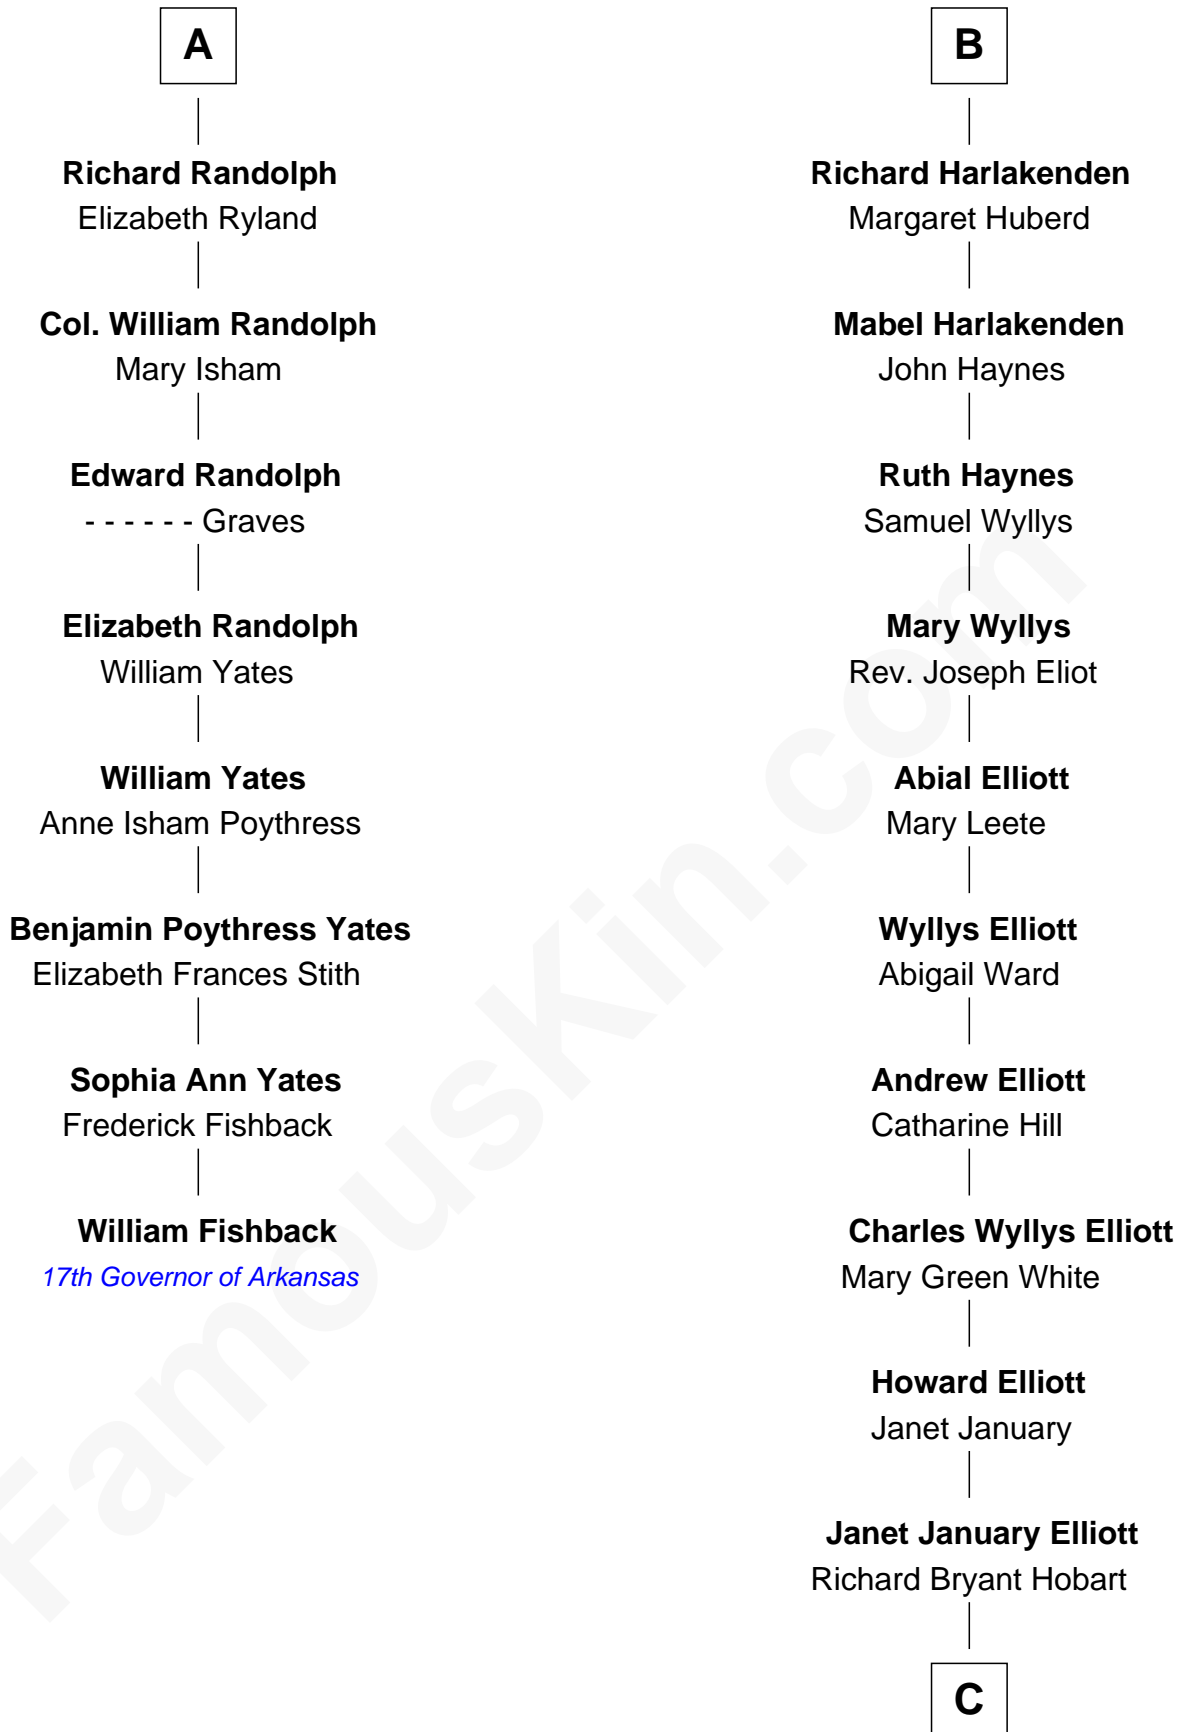 A
Richard Randolph
Elizabeth Ryland
Col. William Randolph
Mary Isham
Edward Randolph
- - - - - - Graves
Elizabeth Randolph
William Yates
William Yates
Anne Isham Poythress
Benjamin Poythress Yates
Elizabeth Frances Stith
Sophia Ann Yates
Frederick Fishback
William Fishback
17th Governor of Arkansas
B
Richard Harlakenden
Margaret Huberd
Mabel Harlakenden
John Haynes
Ruth Haynes
Samuel Wyllys
Mary Wyllys
Rev. Joseph Eliot
Abial Elliott
Mary Leete
Wyllys Elliott
Abigail Ward
Andrew Elliott
Catharine Hill
Charles Wyllys Elliott
Mary Green White
Howard Elliott
Janet January
Janet January Elliott
Richard Bryant Hobart
C
FamousKin.com